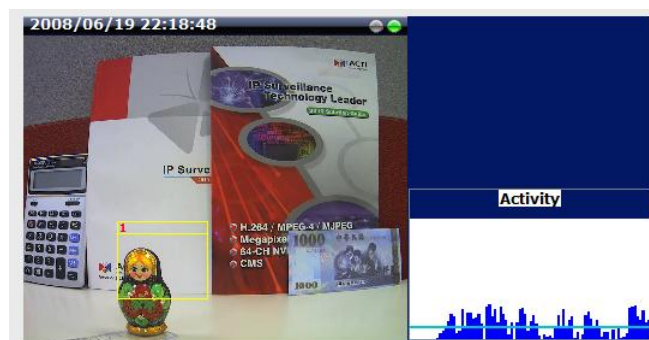 2008/06/19 22:18:48
ACTi
IP Surveillance
Technology Leader
IP Surve
1
H.264 / MPEG-4 / MJPEG
Megapixel
64-CH NV
CMS
1000
1000
Activity